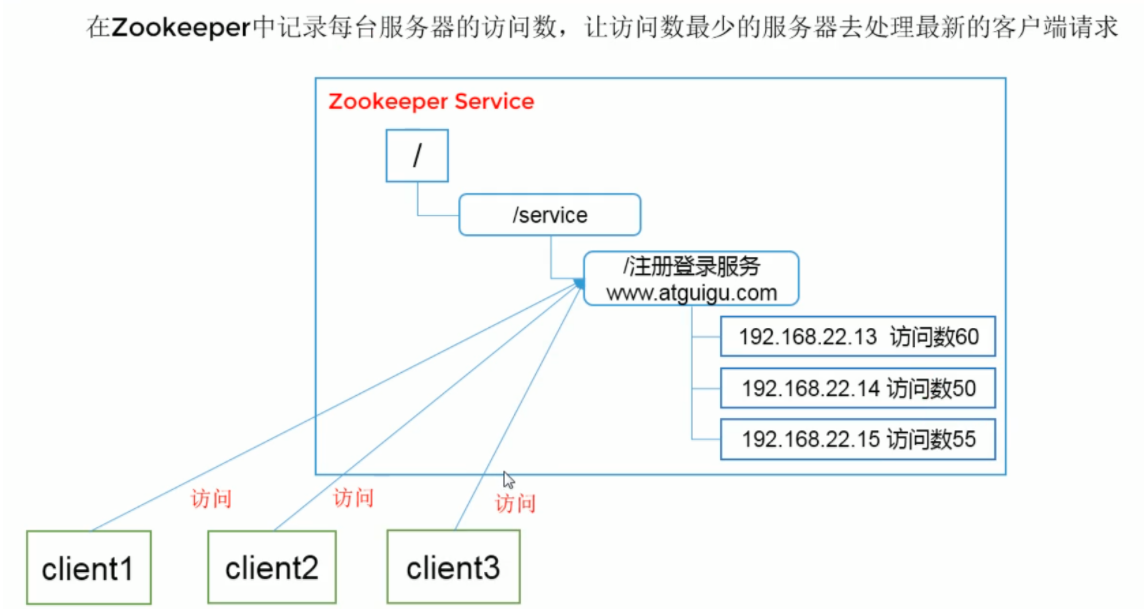 在Zookeeper中记录每台服务器的访问数，让访问数最少的服务器去处理最新的客户端请求
Zookeeper Service
/
/service
/注册登录服务
www.atguigu.com
192.168.22.13 访问数60
192.168.22.14 访问数50
192.168.22.15 访问数55
访问
访问
访问
client1
client2
client3